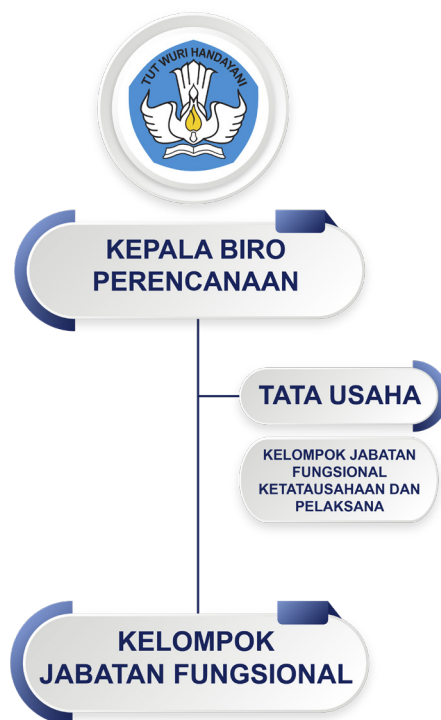 TUT WURI HANDAYANI
KEPALA BIRO
PERENCANAAN
TATA USAHA
KELOMPOK JABATAN
FUNGSIONAL
KETATAUSAHAAN DAN
PELAKSANA
KELOMPOK
JABATAN FUNGSIONAL